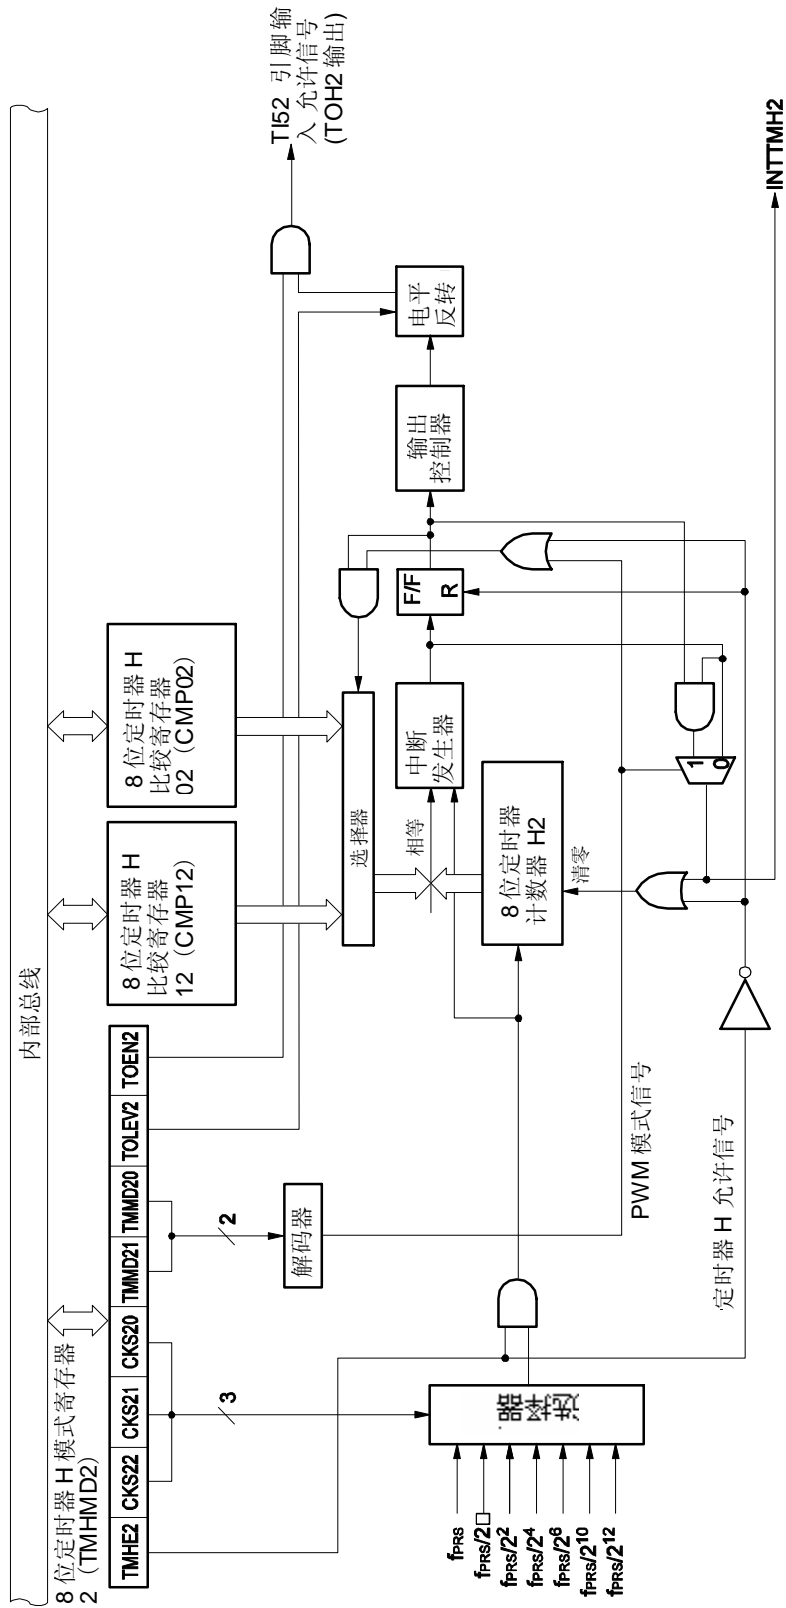 内部总线
8 位定时器 H 模式寄存器
2（TMHMD2）
TMHE2 CKS22 CKS21 CKS20 TMMD21 TMMD20 TOLEV2 TOEN2
8 位定时器 H
比较寄存器
12（CMP12）
8 位定时器 H
比较寄存器
02（CMP02）
3
2
解码器
选择器
TI52 引脚输
入 允许信号
(TOH2 输出)
fPRS
fPRS/2□
fPRS/2²
fPRS/2⁴
fPRS/2⁶
fPRS/2¹⁰
fPRS/2¹²
选择器
相等
8 位定时器
计数器 H2
清零
中断
发生器
F/F
R
输出
控制器
电平
反转
1
0
PWM 模式信号
定时器 H 允许信号
INTTMH2